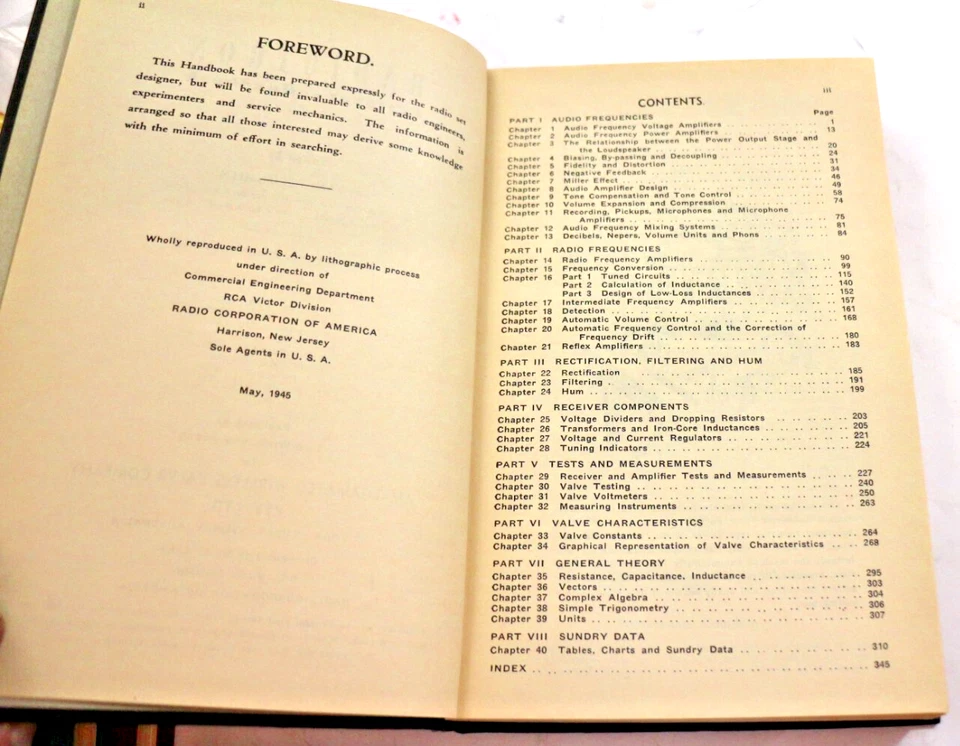 ii
FOREWORD.
This Handbook has been prepared expressly for the radio set
designer, but will be found invaluable to all radio engineers,
experimenters and service mechanics. The information is
arranged so that all those interested may derive some knowledge
with the minimum of effort in searching.
Wholly reproduced in U. S. A. by lithographic process
under direction of
Commercial Engineering Department
RCA Victor Division
RADIO CORPORATION OF AMERICA
Harrison, New Jersey
Sole Agents in U. S. A.
May, 1945
iii
CONTENTS
Page
PART I AUDIO FREQUENCIES
Chapter 1 Audio Frequency Voltage Amplifiers 1
Chapter 2 Audio Frequency Power Amplifiers 13
Chapter 3 The Relationship between the Power Output Stage and
the Loudspeaker 20
Chapter 4 Biasing, By-passing and Decoupling 24
Chapter 5 Fidelity and Distortion 31
Chapter 6 Negative Feedback 34
Chapter 7 Miller Effect 46
Chapter 8 Audio Amplifier Design 49
Chapter 9 Tone Compensation and Tone Control 58
Chapter 10 Volume Expansion and Compression 74
Chapter 11 Recording, Pickups, Microphones and Microphone
Amplifiers 75
Chapter 12 Audio Frequency Mixing Systems 81
Chapter 13 Decibels, Nepers, Volume Units and Phons 84
PART II RADIO FREQUENCIES
Chapter 14 Radio Frequency Amplifiers 90
Chapter 15 Frequency Conversion 99
Chapter 16 Part 1 Tuned Circuits 115
Part 2 Calculation of Inductance 140
Part 3 Design of Low-Loss Inductances 152
Chapter 17 Intermediate Frequency Amplifiers 157
Chapter 18 Detection 161
Chapter 19 Automatic Volume Control 168
Chapter 20 Automatic Frequency Control and the Correction of
Frequency Drift 180
Chapter 21 Reflex Amplifiers 183
PART III RECTIFICATION, FILTERING AND HUM
Chapter 22 Rectification 185
Chapter 23 Filtering 191
Chapter 24 Hum 199
PART IV RECEIVER COMPONENTS
Chapter 25 Voltage Dividers and Dropping Resistors 203
Chapter 26 Transformers and Iron-Core Inductances 205
Chapter 27 Voltage and Current Regulators 221
Chapter 28 Tuning Indicators 224
PART V TESTS AND MEASUREMENTS
Chapter 29 Receiver and Amplifier Tests and Measurements 227
Chapter 30 Valve Testing 240
Chapter 31 Valve Voltmeters 250
Chapter 32 Measuring Instruments 263
PART VI VALVE CHARACTERISTICS
Chapter 33 Valve Constants 264
Chapter 34 Graphical Representation of Valve Characteristics 268
PART VII GENERAL THEORY
Chapter 35 Resistance, Capacitance, Inductance 295
Chapter 36 Vectors 303
Chapter 37 Complex Algebra 304
Chapter 38 Simple Trigonometry 306
Chapter 39 Units 307
PART VIII SUNDRY DATA
Chapter 40 Tables, Charts and Sundry Data 310
INDEX 345